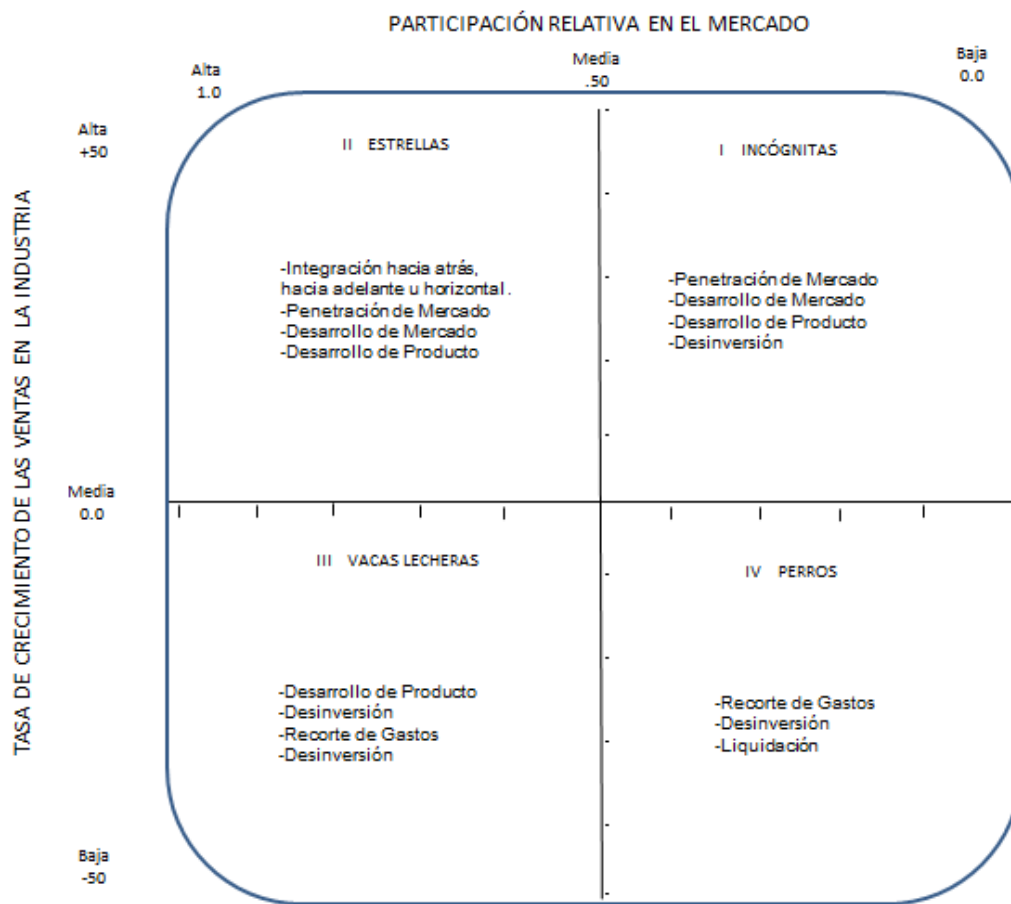 PARTICIPACIÓN RELATIVA EN EL MERCADO
Alta
1.0
Media
.50
Baja
0.0
TASA DE CRECIMIENTO DE LAS VENTAS EN LA INDUSTRIA
Alta
+50
II ESTRELLAS
-Integración hacia atrás,
hacia adelante u horizontal.
-Penetración de Mercado
-Desarrollo de Mercado
-Desarrollo de Producto
I INCÓGNITAS
-Penetración de Mercado
-Desarrollo de Mercado
-Desarrollo de Producto
-Desinversión
Media
0.0
III VACAS LECHERAS
-Desarrollo de Producto
-Desinversión
-Recorte de Gastos
-Desinversión
IV PERROS
-Recorte de Gastos
-Desinversión
-Liquidación
Baja
-50